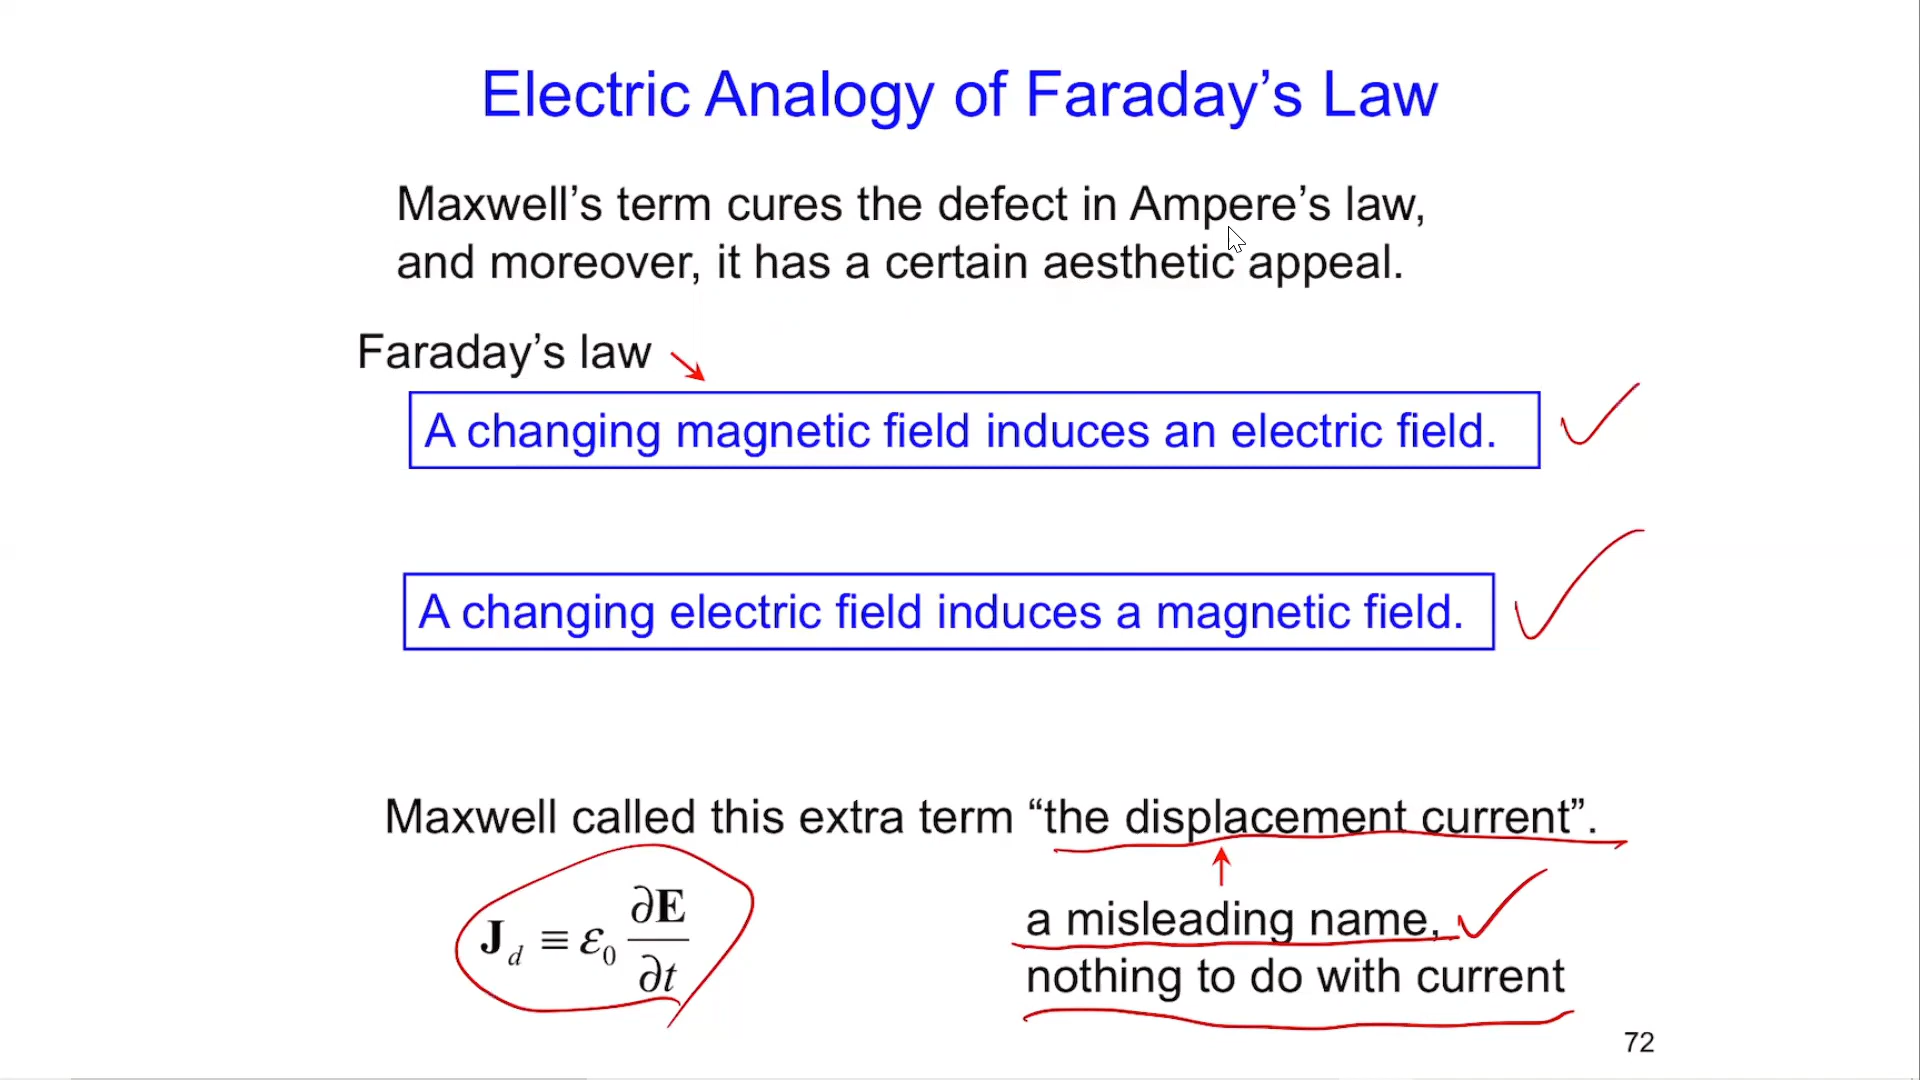 Electric Analogy of Faraday’s Law
Maxwell’s term cures the defect in Ampere’s law,
and moreover, it has a certain aesthetic appeal.
Faraday’s law
A changing magnetic field induces an electric field.
A changing electric field induces a magnetic field.
Maxwell called this extra term “the displacement current”.
J_d ≡ ε_0 ∂E/∂t
a misleading name,
nothing to do with current
72